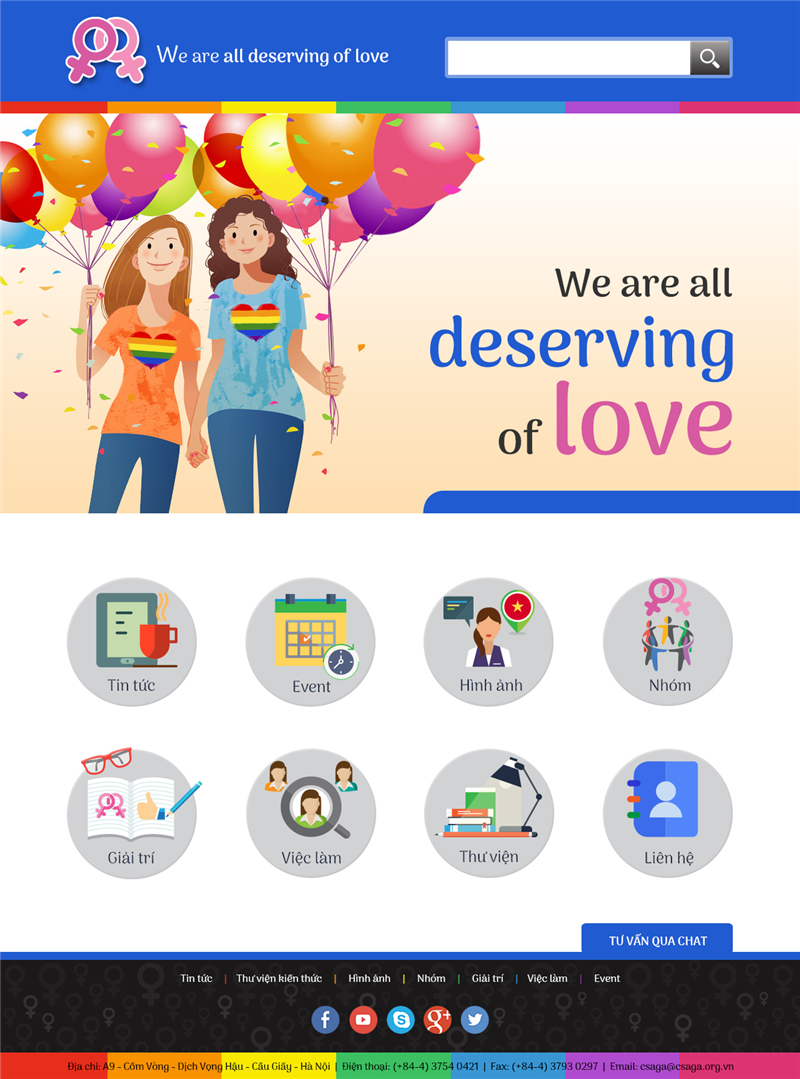 We are all deserving of love
We are all
deserving
of love
Tin tức
Event
Hình ảnh
Nhóm
Giải trí
Việc làm
Thư viện
Liên hệ
TƯ VẤN QUA CHAT
Tin tức | Thư viện kiến thức | Hình ảnh | Nhóm | Giải trí | Việc làm | Event
Địa chỉ: A9 - Cốm Vòng - Dịch Vọng Hậu - Cầu Giấy - Hà Nội | Điện thoại: (+84-4) 3754 0421 | Fax: (+84-4) 3793 0297 | Email: csaga@csaga.org.vn